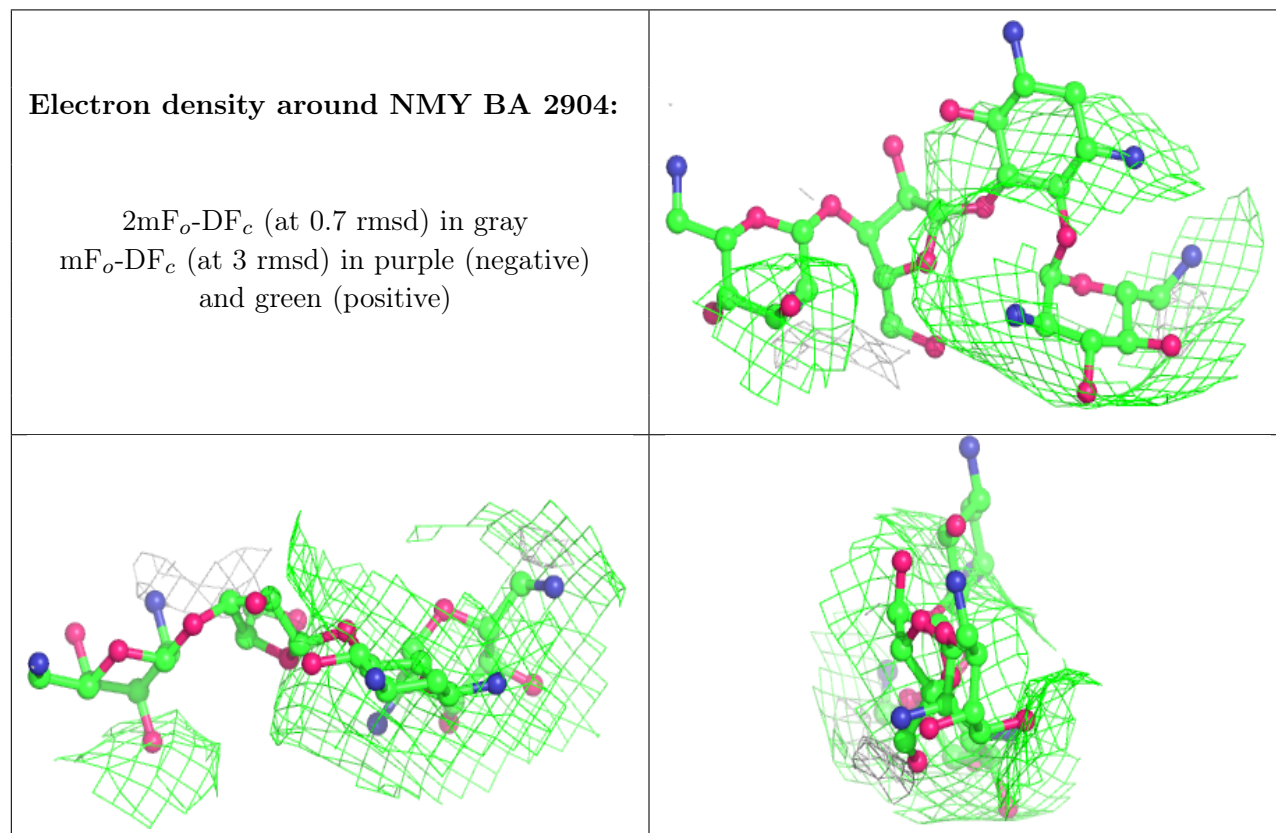 Electron density around NMY BA 2904:
2mFₒ-DF𝒸 (at 0.7 rmsd) in gray
mFₒ-DF𝒸 (at 3 rmsd) in purple (negative)
and green (positive)